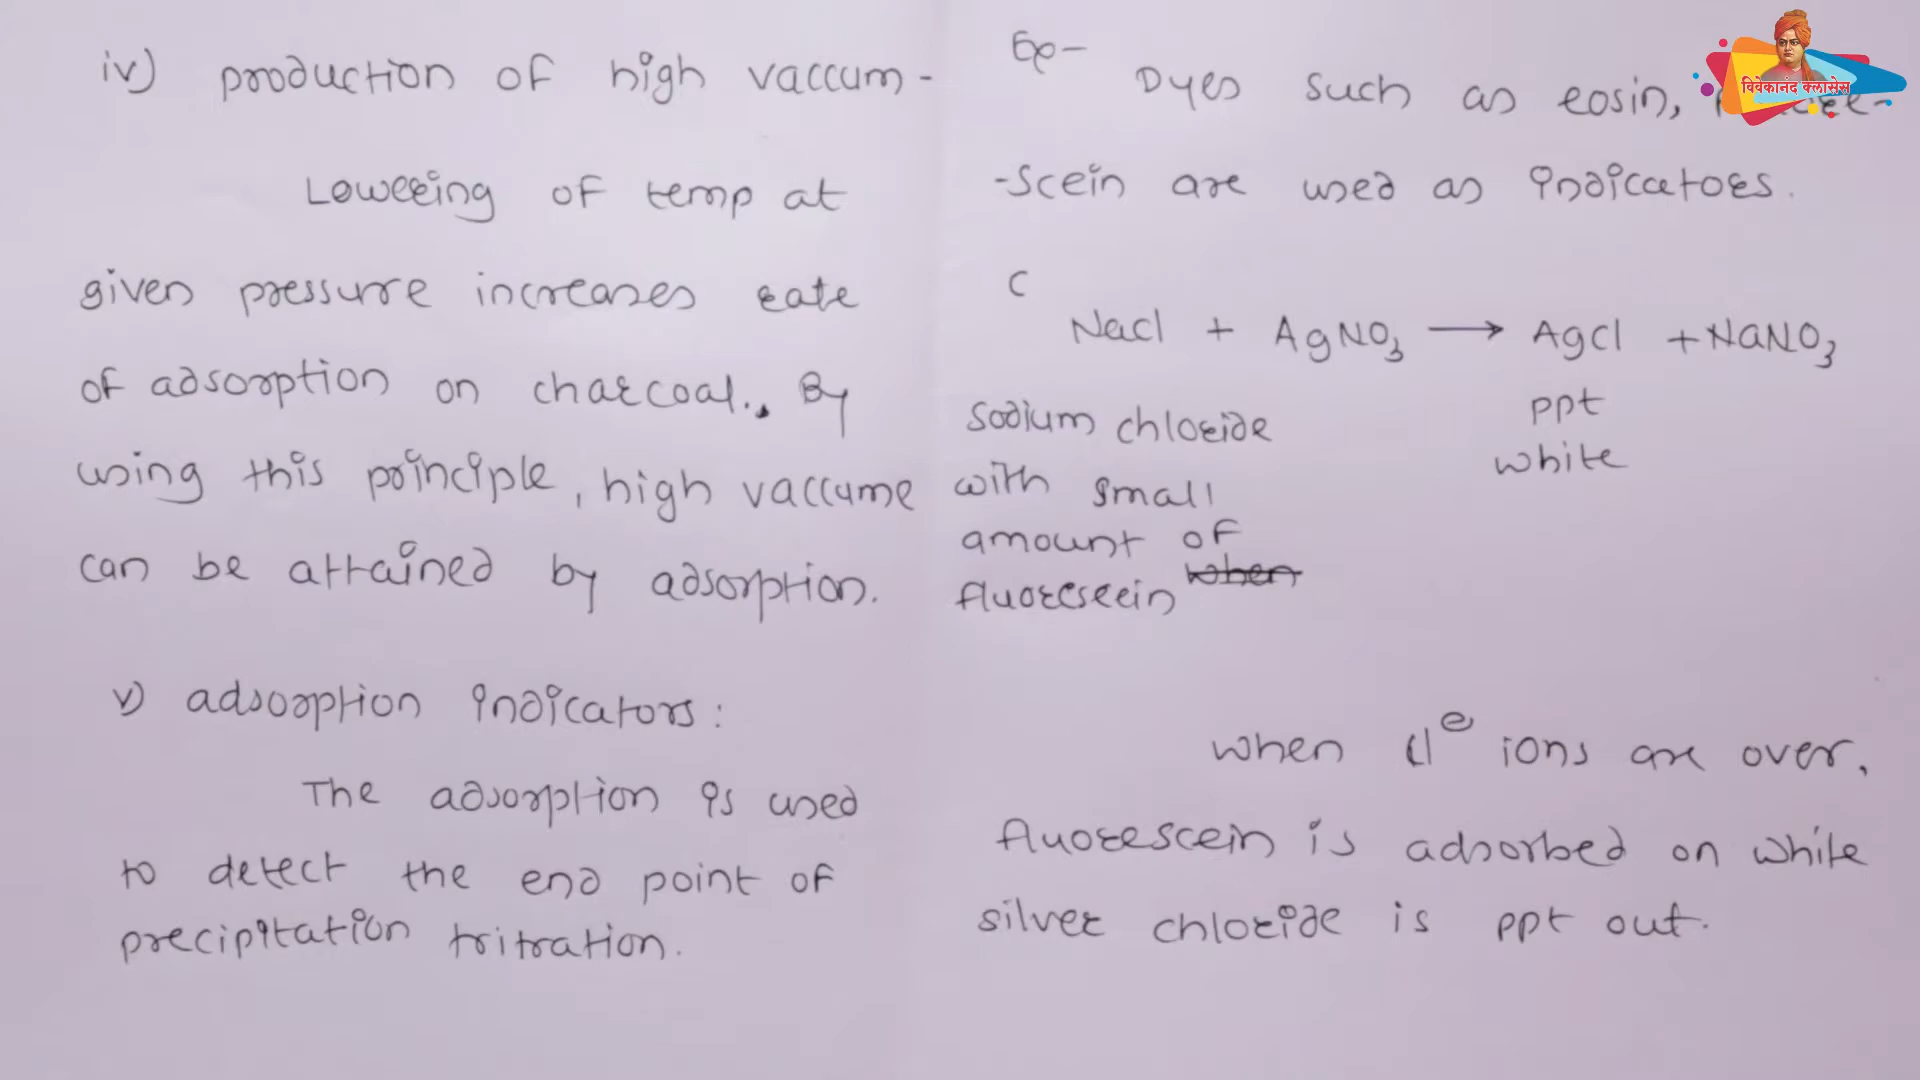 iv) production of high vaccum -
Lowering of temp at
given pressure increases rate
of adsorption on charcoal. By
using this principle, high vaccume
can be attained by adsorption.
v) adsorption indicators:
The adsorption is used
to detect the end point of
precipitation tritration.
Ex-
Dyes such as eosin,
-scein are used as indicators.
C
Nacl + AgNO3 → AgCl + NaNO3
ppt
white
sodium chloride
with small
amount of
fluoresein
when Cl⊖ ions are over,
fluorescein is adsorbed on white
silver chloride is ppt out.
विवेकानंद क्लासेस